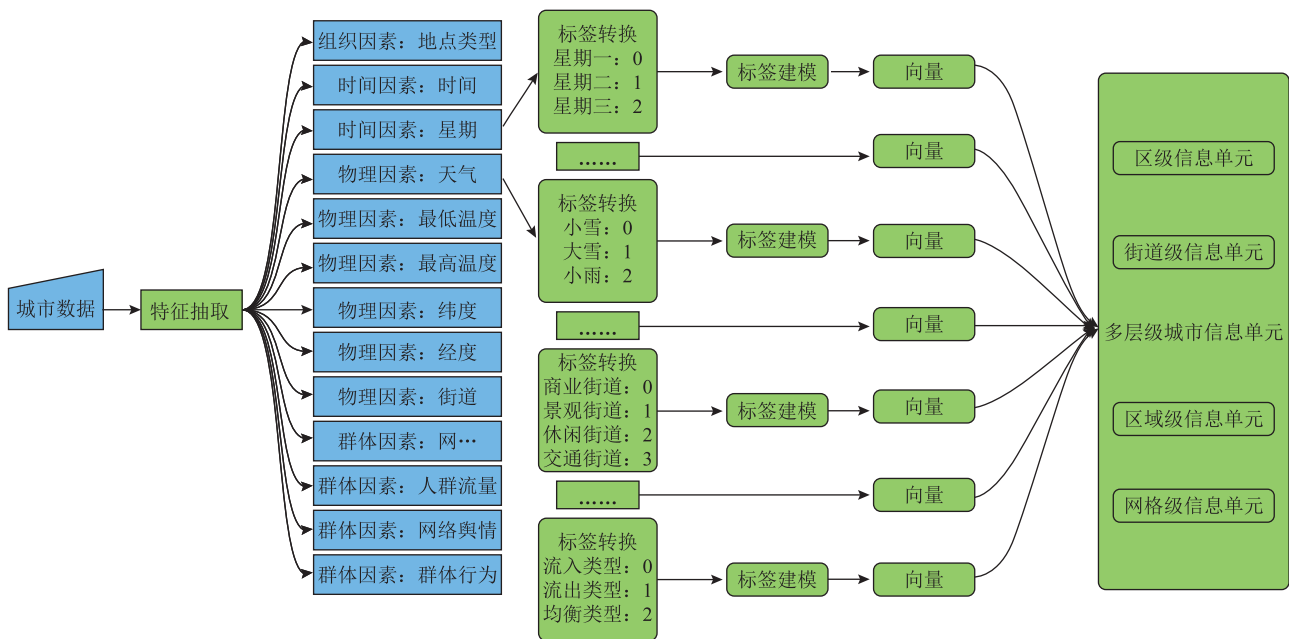 城市数据
特征抽取
组织因素：地点类型
时间因素：时间
时间因素：星期
物理因素：天气
物理因素：最低温度
物理因素：最高温度
物理因素：纬度
物理因素：经度
物理因素：街道
群体因素：网…
群体因素：人群流量
群体因素：网络舆情
群体因素：群体行为
标签转换
星期一：0
星期二：1
星期三：2
……
标签转换
小雪：0
大雪：1
小雨：2
……
标签转换
商业街道：0
景观街道：1
休闲街道：2
交通街道：3
……
标签转换
流入类型：0
流出类型：1
均衡类型：2
标签建模
标签建模
标签建模
标签建模
向量
向量
向量
向量
向量
向量
向量
区级信息单元
街道级信息单元
多层级城市信息单元
区域级信息单元
网格级信息单元